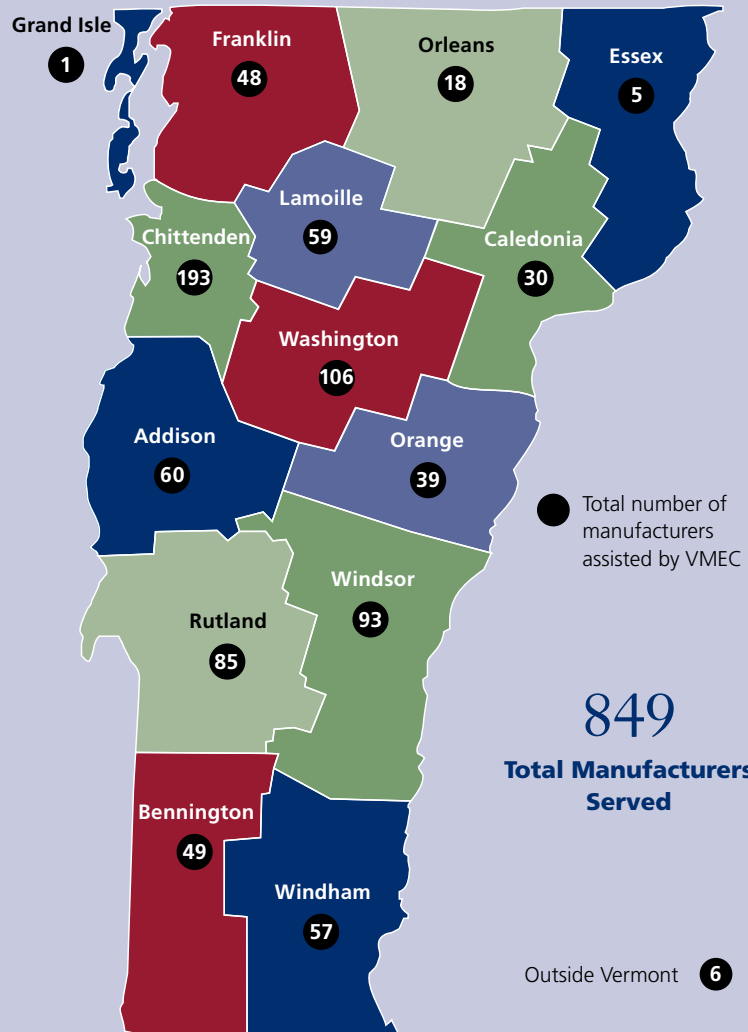 Grand Isle
1
Franklin
48
Orleans
18
Essex
5
Lamoille
59
Chittenden
193
Caledonia
30
Washington
106
Addison
60
Orange
39
Total number of
manufacturers
assisted by VMEC
Windsor
93
Rutland
85
849
Total Manufacturers
Served
Bennington
49
Windham
57
Outside Vermont 6